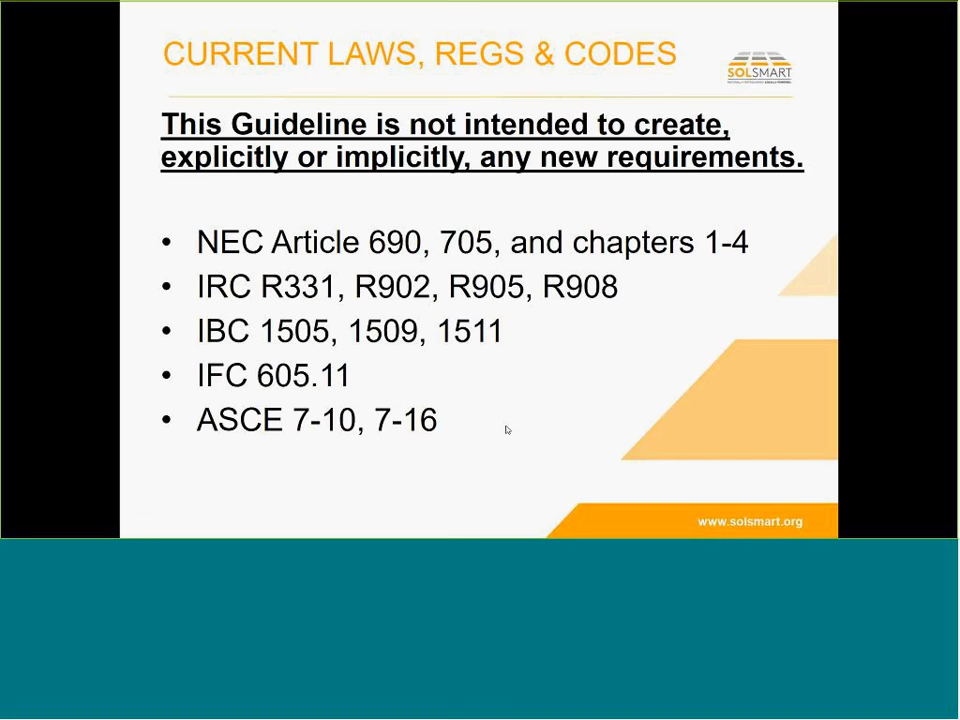 CURRENT LAWS, REGS & CODES
SOLSMART
This Guideline is not intended to create,
explicitly or implicitly, any new requirements.
• NEC Article 690, 705, and chapters 1-4
• IRC R331, R902, R905, R908
• IBC 1505, 1509, 1511
• IFC 605.11
• ASCE 7-10, 7-16
www.solsmart.org